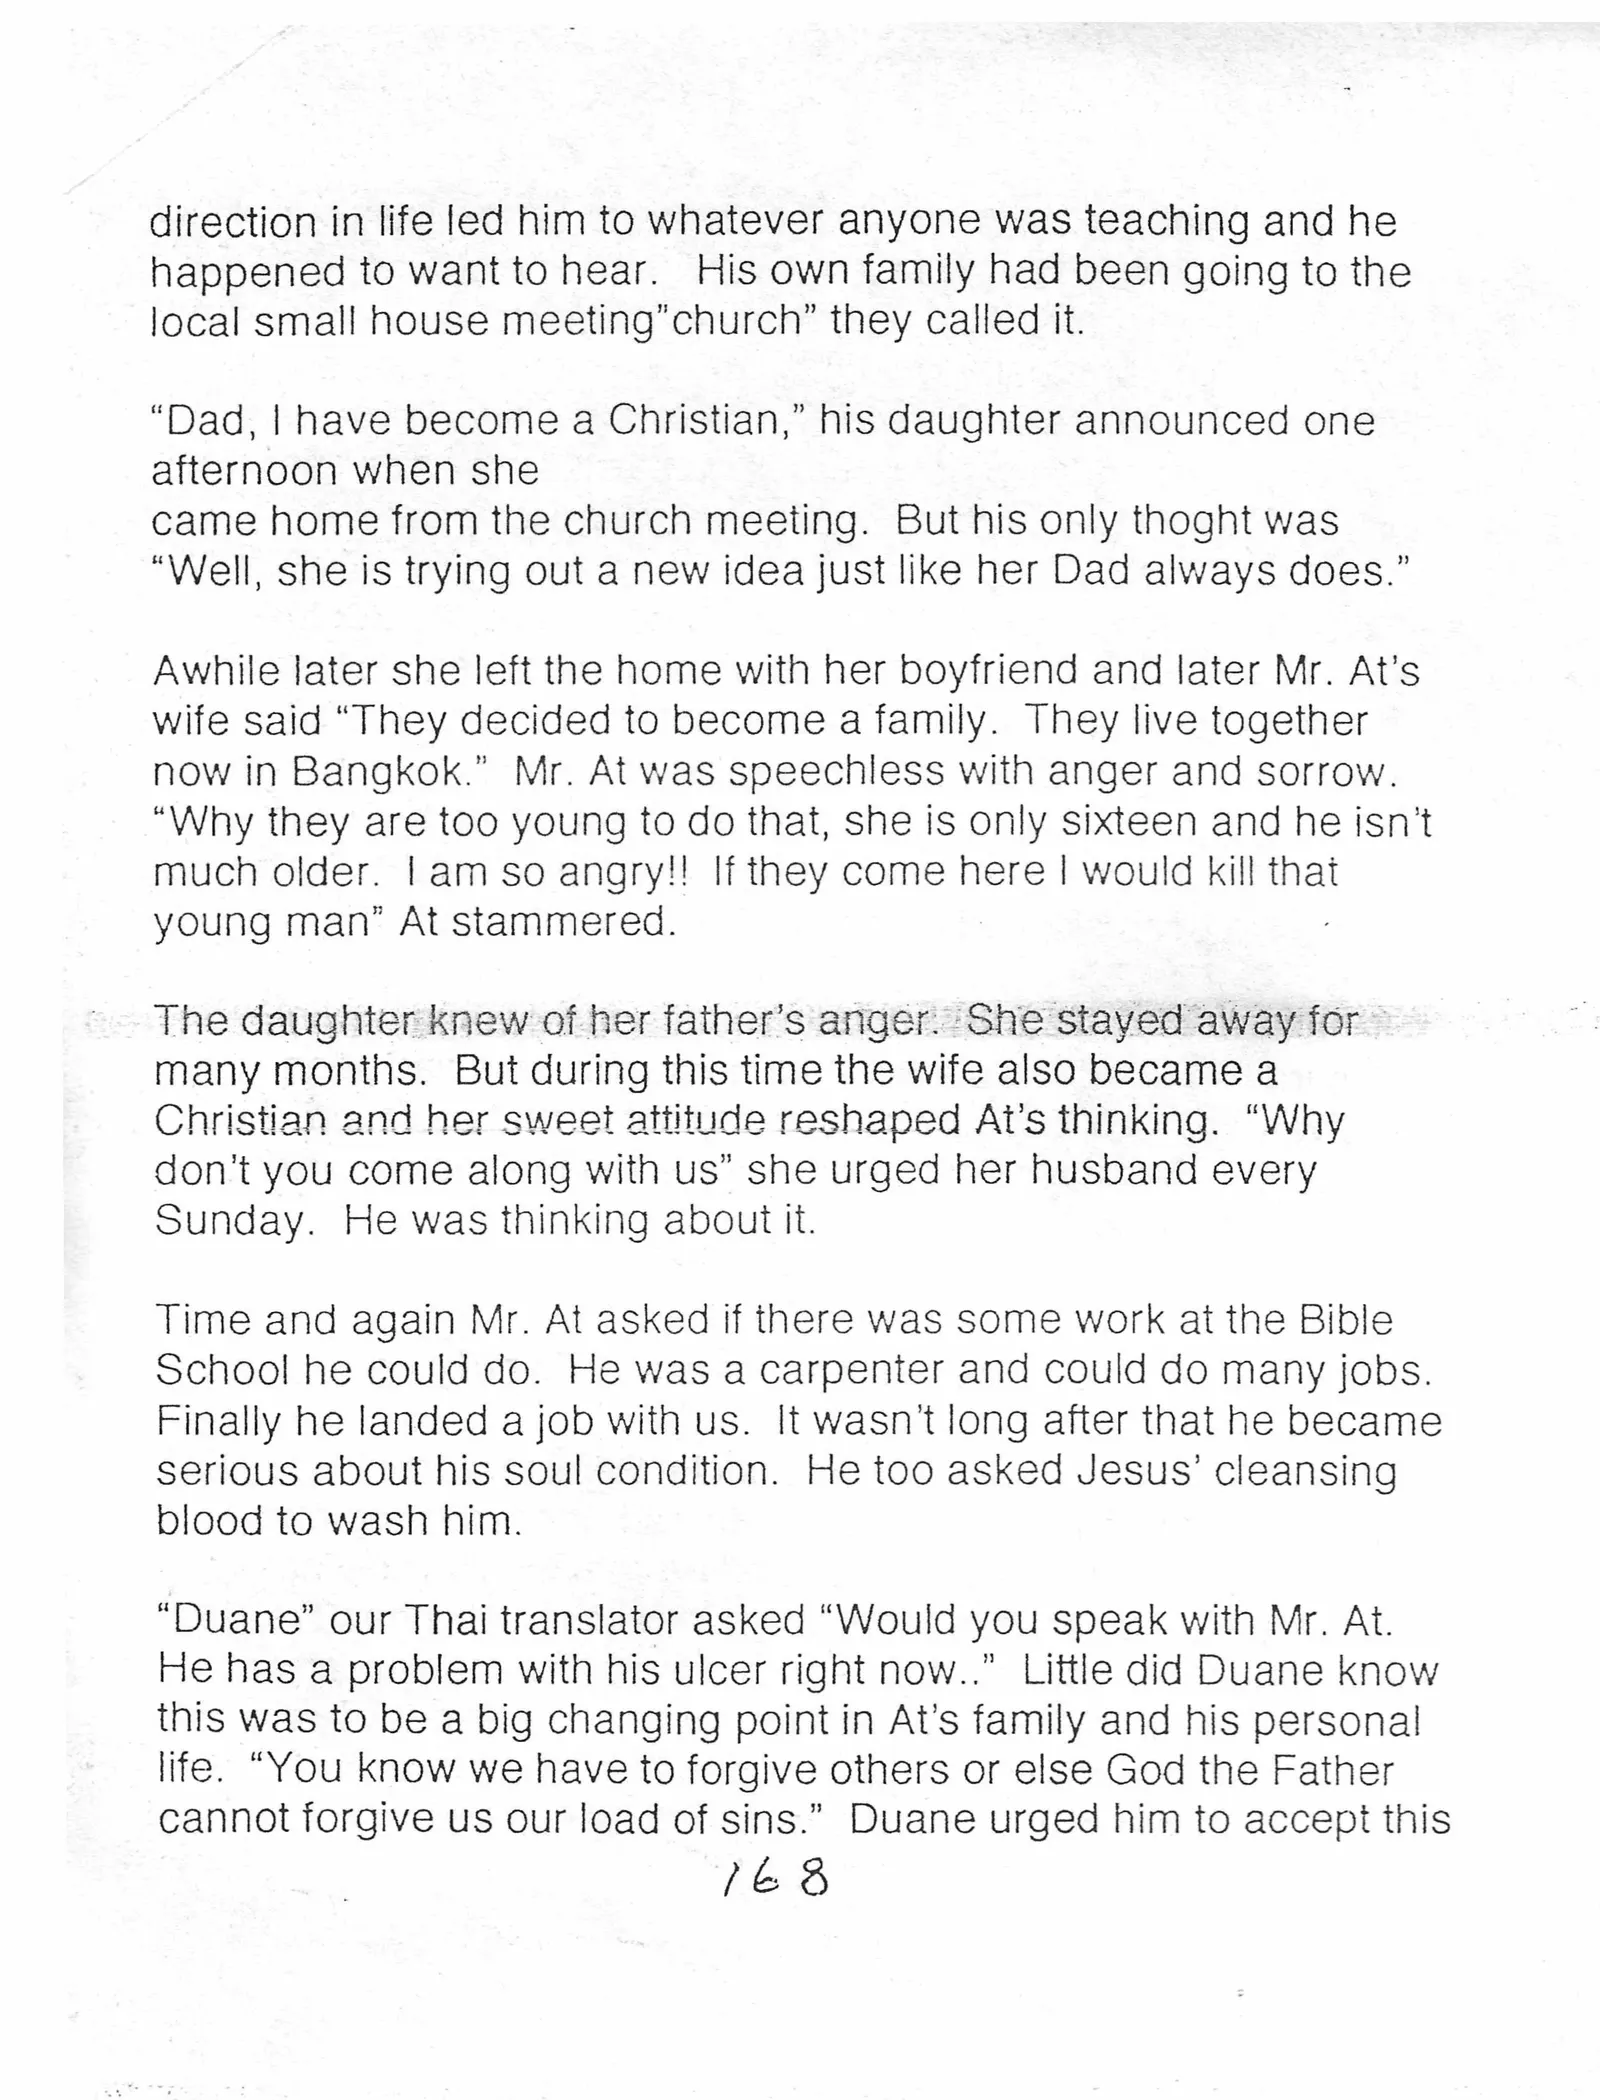 direction in life led him to whatever anyone was teaching and he
happened to want to hear.   His own family had been going to the
local small house meeting"church" they called it.
“Dad, I have become a Christian,” his daughter announced one
afternoon when she
came home from the church meeting.  But his only thoght was
“Well, she is trying out a new idea just like her Dad always does.”
Awhile later she left the home with her boyfriend and later Mr. At’s
wife said “They decided to become a family.  They live together
now in Bangkok.”  Mr. At was speechless with anger and sorrow.
“Why they are too young to do that, she is only sixteen and he isn’t
much older.  I am so angry!!  If they come here I would kill that
young man” At stammered.
The daughter knew of her father’s anger.  She stayed away for
many months.  But during this time the wife also became a
Christian and her sweet attitude reshaped At’s thinking.  “Why
don’t you come along with us” she urged her husband every
Sunday.  He was thinking about it.
Time and again Mr. At asked if there was some work at the Bible
School he could do.  He was a carpenter and could do many jobs.
Finally he landed a job with us.  It wasn’t long after that he became
serious about his soul condition.  He too asked Jesus’ cleansing
blood to wash him.
“Duane” our Thai translator asked “Would you speak with Mr. At.
He has a problem with his ulcer right now..”  Little did Duane know
this was to be a big changing point in At’s family and his personal
life.  “You know we have to forgive others or else God the Father
cannot forgive us our load of sins.”  Duane urged him to accept this
168